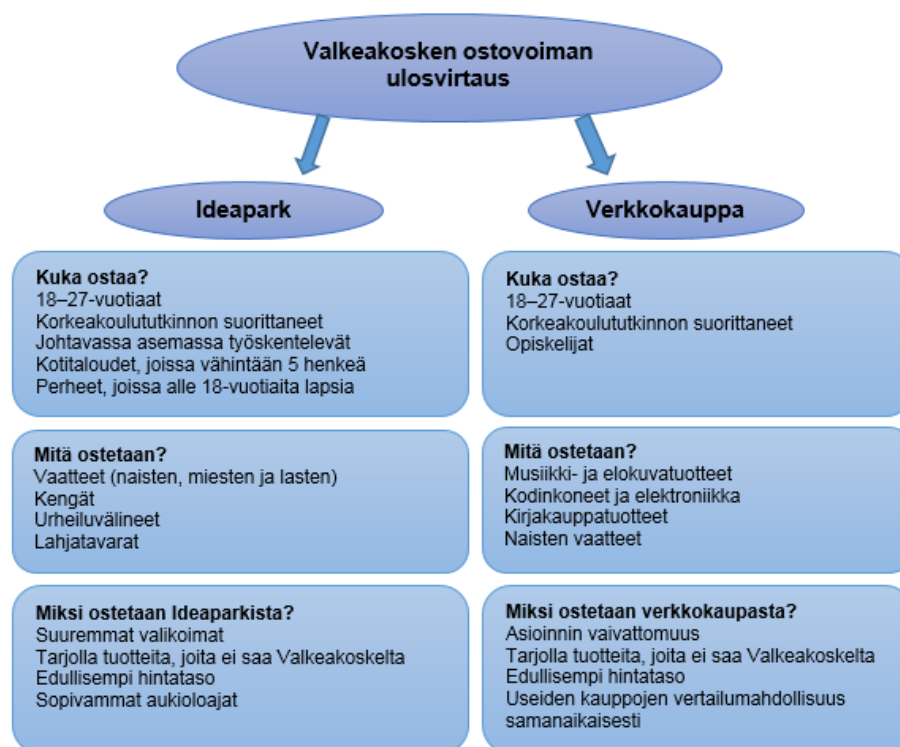 Valkeakosken ostovoiman
ulosvirtaus
Ideapark
Kuka ostaa?
18–27-vuotiaat
Korkeakoulututkinnon suorittaneet
Johtavassa asemassa työskentelevät
Kotitaloudet, joissa vähintään 5 henkeä
Perheet, joissa alle 18-vuotiaita lapsia
Mitä ostetaan?
Vaatteet (naisten, miesten ja lasten)
Kengät
Urheiluvälineet
Lahjatavarat
Miksi ostetaan Ideaparkista?
Suuremmat valikoimat
Tarjolla tuotteita, joita ei saa Valkeakoskelta
Edullisempi hintataso
Sopivammat aukioloajat
Verkkokauppa
Kuka ostaa?
18–27-vuotiaat
Korkeakoulututkinnon suorittaneet
Opiskelijat
Mitä ostetaan?
Musiikki- ja elokuvatuotteet
Kodinkoneet ja elektroniikka
Kirjakauppatuotteet
Naisten vaatteet
Miksi ostetaan verkkokaupasta?
Asioinnin vaivattomuus
Tarjolla tuotteita, joita ei saa Valkeakoskelta
Edullisempi hintataso
Useiden kauppojen vertailumahdollisuus
samanaikaisesti